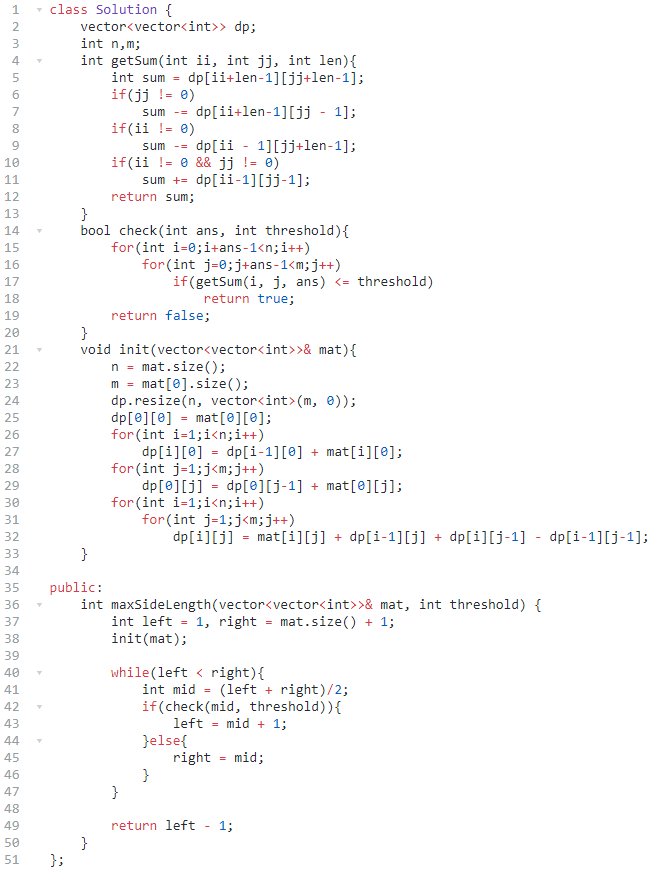 1 class Solution {
2     vector<vector<int>> dp;
3     int n,m;
4     int getSum(int ii, int jj, int len){
5         int sum = dp[ii+len-1][jj+len-1];
6         if(jj != 0)
7             sum -= dp[ii+len-1][jj - 1];
8         if(ii != 0)
9             sum -= dp[ii - 1][jj+len-1];
10         if(ii != 0 && jj != 0)
11             sum += dp[ii-1][jj-1];
12         return sum;
13     }
14     bool check(int ans, int threshold){
15         for(int i=0;i+ans-1<n;i++)
16             for(int j=0;j+ans-1<m;j++)
17                 if(getSum(i, j, ans) <= threshold)
18                     return true;
19         return false;
20     }
21     void init(vector<vector<int>>& mat){
22         n = mat.size();
23         m = mat[0].size();
24         dp.resize(n, vector<int>(m, 0));
25         dp[0][0] = mat[0][0];
26         for(int i=1;i<n;i++)
27             dp[i][0] = dp[i-1][0] + mat[i][0];
28         for(int j=1;j<m;j++)
29             dp[0][j] = dp[0][j-1] + mat[0][j];
30         for(int i=1;i<n;i++)
31             for(int j=1;j<m;j++)
32                 dp[i][j] = mat[i][j] + dp[i-1][j] + dp[i][j-1] - dp[i-1][j-1];
33     }
34
35 public:
36     int maxSideLength(vector<vector<int>>& mat, int threshold) {
37         int left = 1, right = mat.size() + 1;
38         init(mat);
39
40         while(left < right){
41             int mid = (left + right)/2;
42             if(check(mid, threshold)){
43                 left = mid + 1;
44             }else{
45                 right = mid;
46             }
47         }
48
49         return left - 1;
50     }
51 };